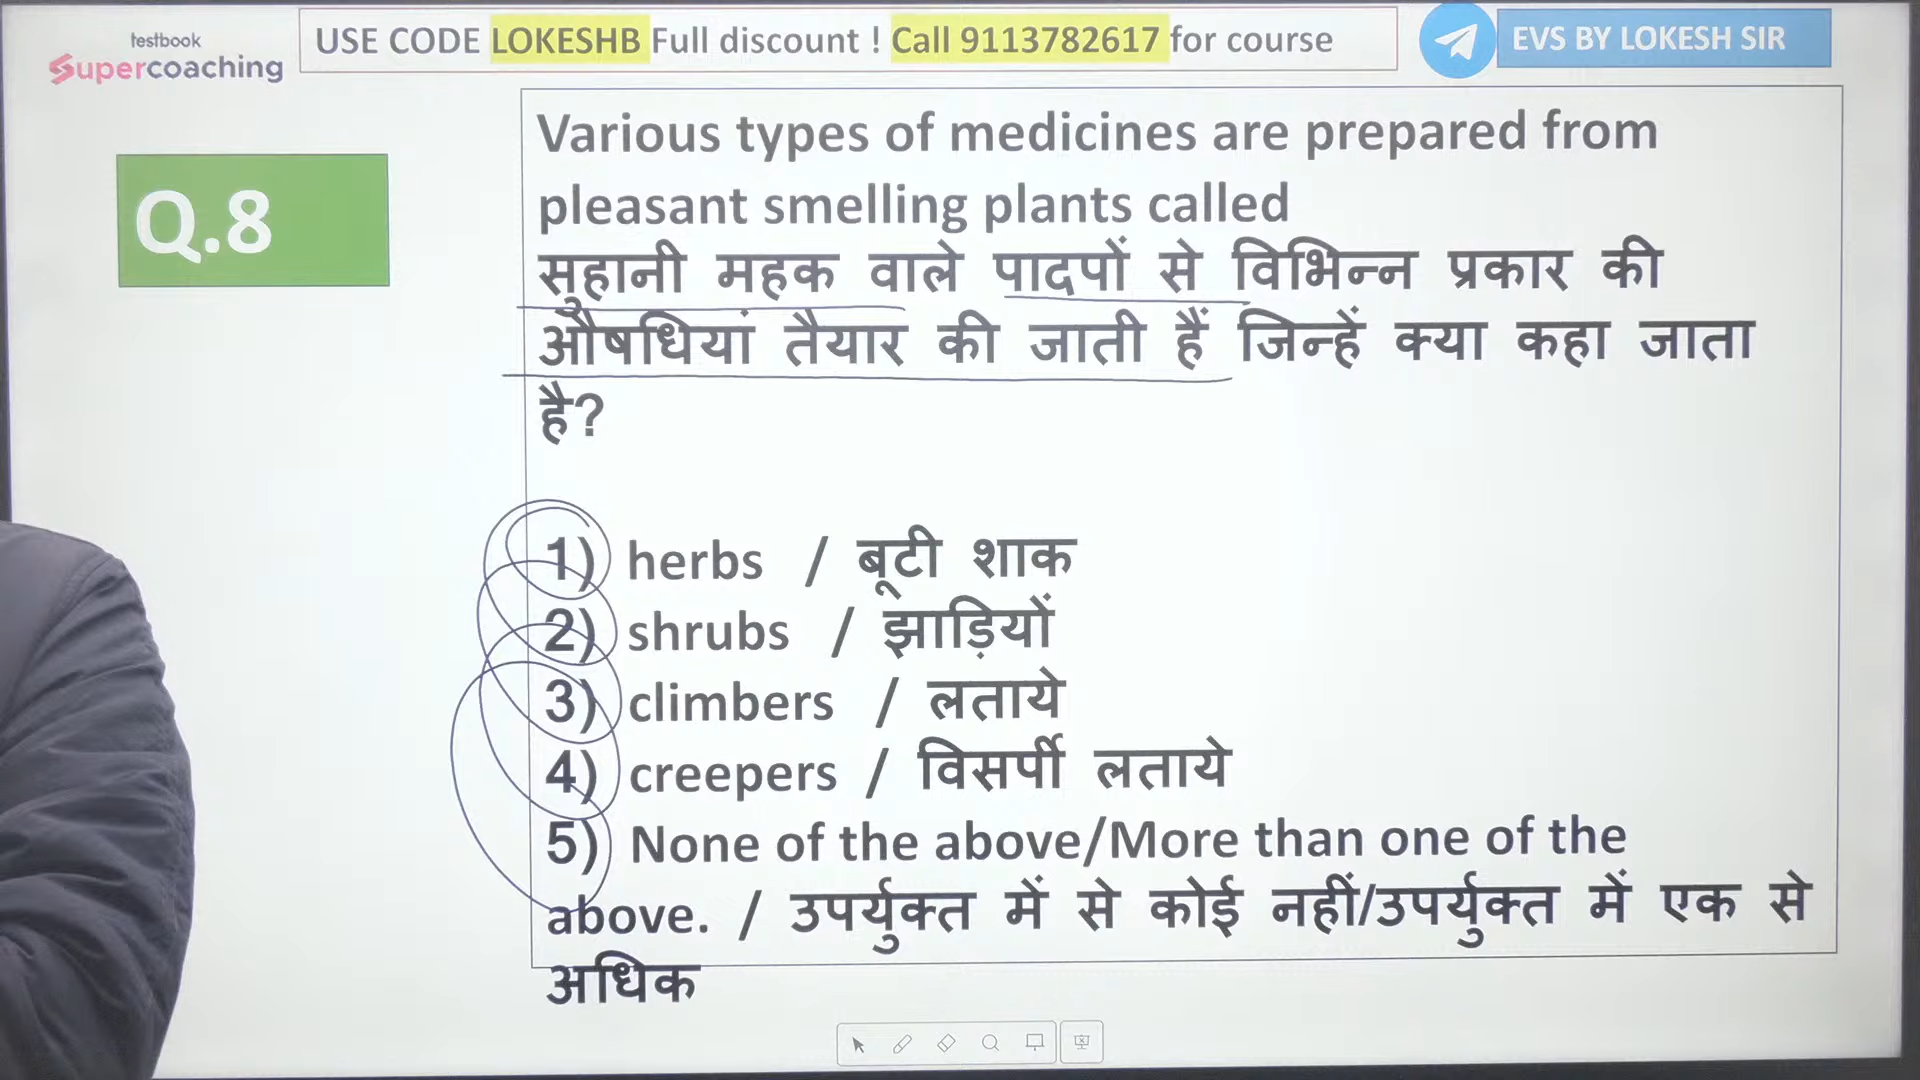 testbook
Supercoaching
USE CODE LOKESHB Full discount ! Call 9113782617 for course
EVS BY LOKESH SIR
Q.8
Various types of medicines are prepared from
pleasant smelling plants called
सुहानी महक वाले पादपों से विभिन्न प्रकार की
औषधियां तैयार की जाती हैं जिन्हें क्या कहा जाता
है?
1) herbs / बूटी शाक
2) shrubs / झाड़ियों
3) climbers / लताये
4) creepers / विसर्पी लताये
5) None of the above/More than one of the
above. / उपर्युक्त में से कोई नहीं/उपर्युक्त में एक से
अधिक